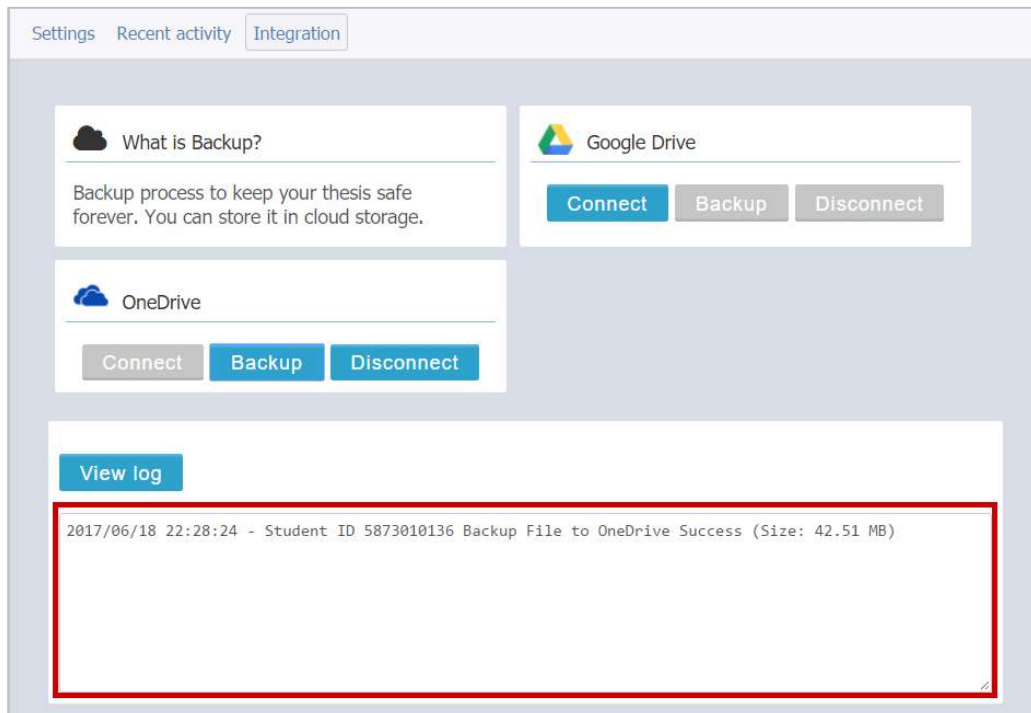 Settings Recent activity Integration
What is Backup?
Backup process to keep your thesis safe
forever. You can store it in cloud storage.
Google Drive
Connect Backup Disconnect
OneDrive
Connect Backup Disconnect
View log
2017/06/18 22:28:24 - Student ID 5873010136 Backup File to OneDrive Success (Size: 42.51 MB)